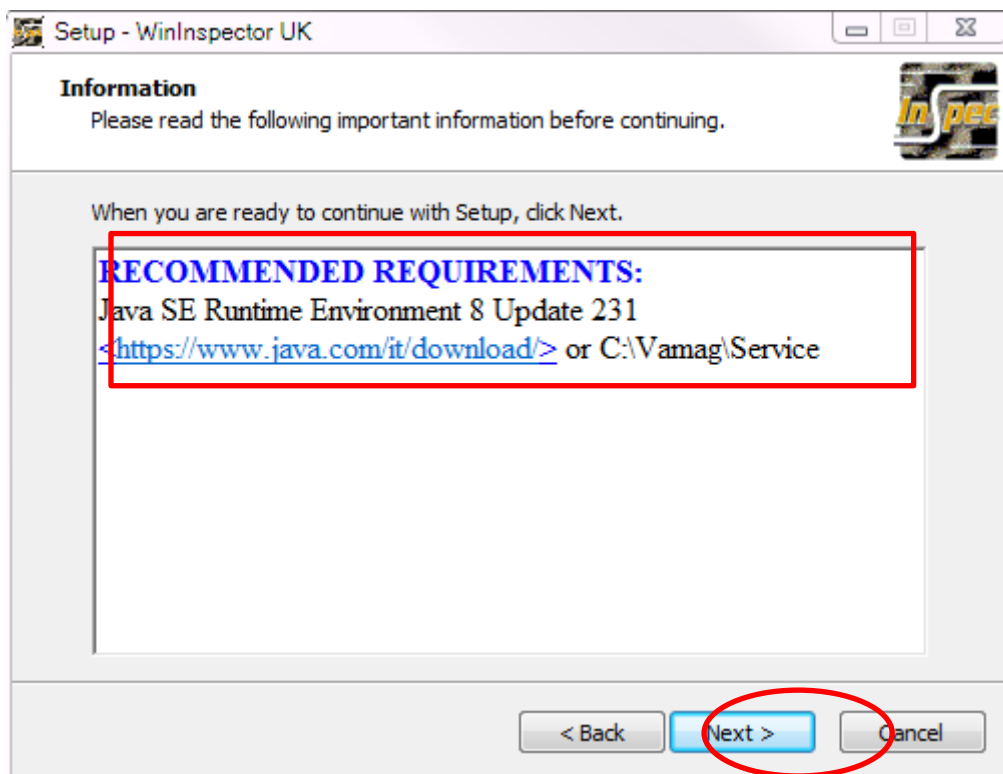 Setup - WinInspector UK
Information
Please read the following important information before continuing.
InSpec
When you are ready to continue with Setup, click Next.
RECOMMENDED REQUIREMENTS:
Java SE Runtime Environment 8 Update 231
<https://www.java.com/it/download/> or C:\Vamag\Service
< Back
Next >
Cancel